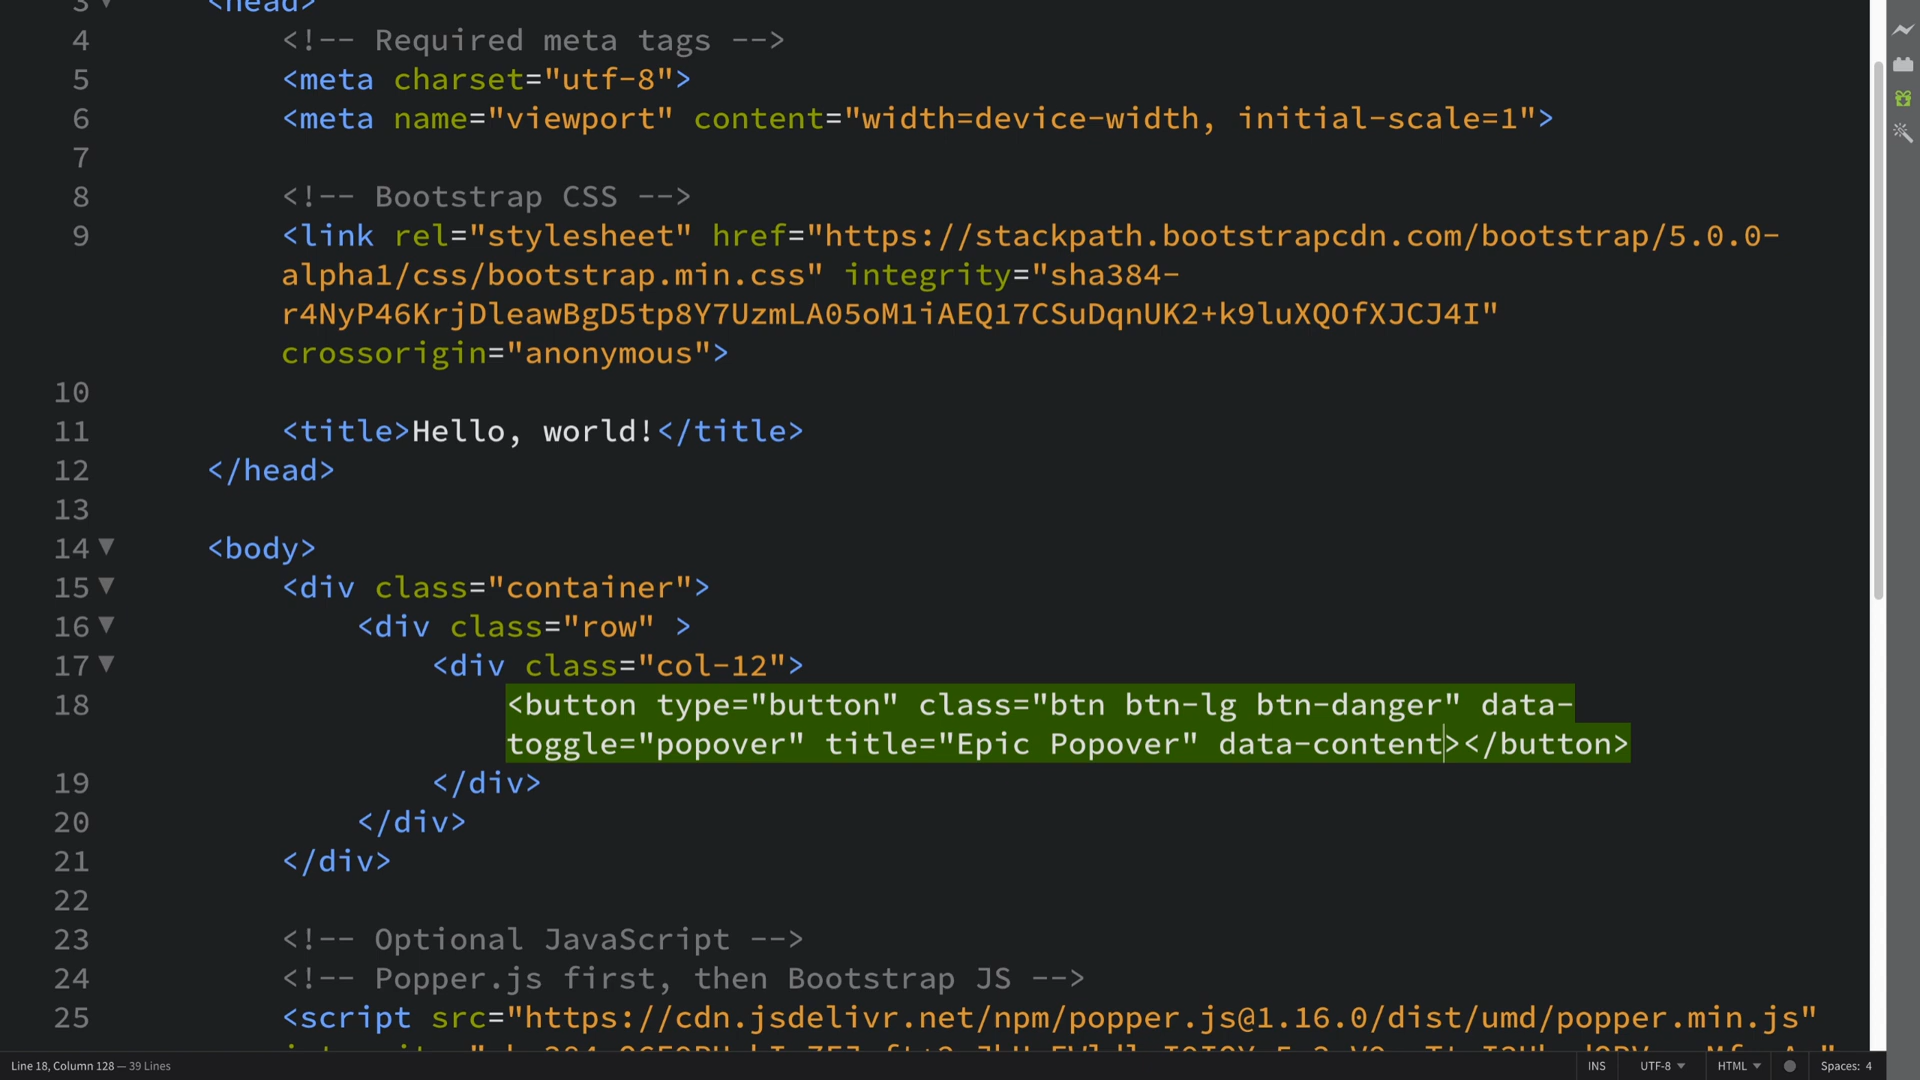 3 <head>
4 <!-- Required meta tags -->
5 <meta charset="utf-8">
6 <meta name="viewport" content="width=device-width, initial-scale=1">
7
8 <!-- Bootstrap CSS -->
9 <link rel="stylesheet" href="https://stackpath.bootstrapcdn.com/bootstrap/5.0.0-
alpha1/css/bootstrap.min.css" integrity="sha384-
r4NyP46KrjDleawBgD5tp8Y7UzmLA05oM1iAEQ17CSuDqnUK2+k9luXQOfXJCJ4I"
crossorigin="anonymous">
10
11 <title>Hello, world!</title>
12 </head>
13
14 <body>
15 <div class="container">
16 <div class="row" >
17 <div class="col-12">
18 <button type="button" class="btn btn-lg btn-danger" data-
toggle="popover" title="Epic Popover" data-content></button>
19 </div>
20 </div>
21 </div>
22
23 <!-- Optional JavaScript -->
24 <!-- Popper.js first, then Bootstrap JS -->
25 <script src="https://cdn.jsdelivr.net/npm/popper.js@1.16.0/dist/umd/popper.min.js"
Line 18, Column 128 — 39 Lines INS UTF-8 HTML Spaces: 4